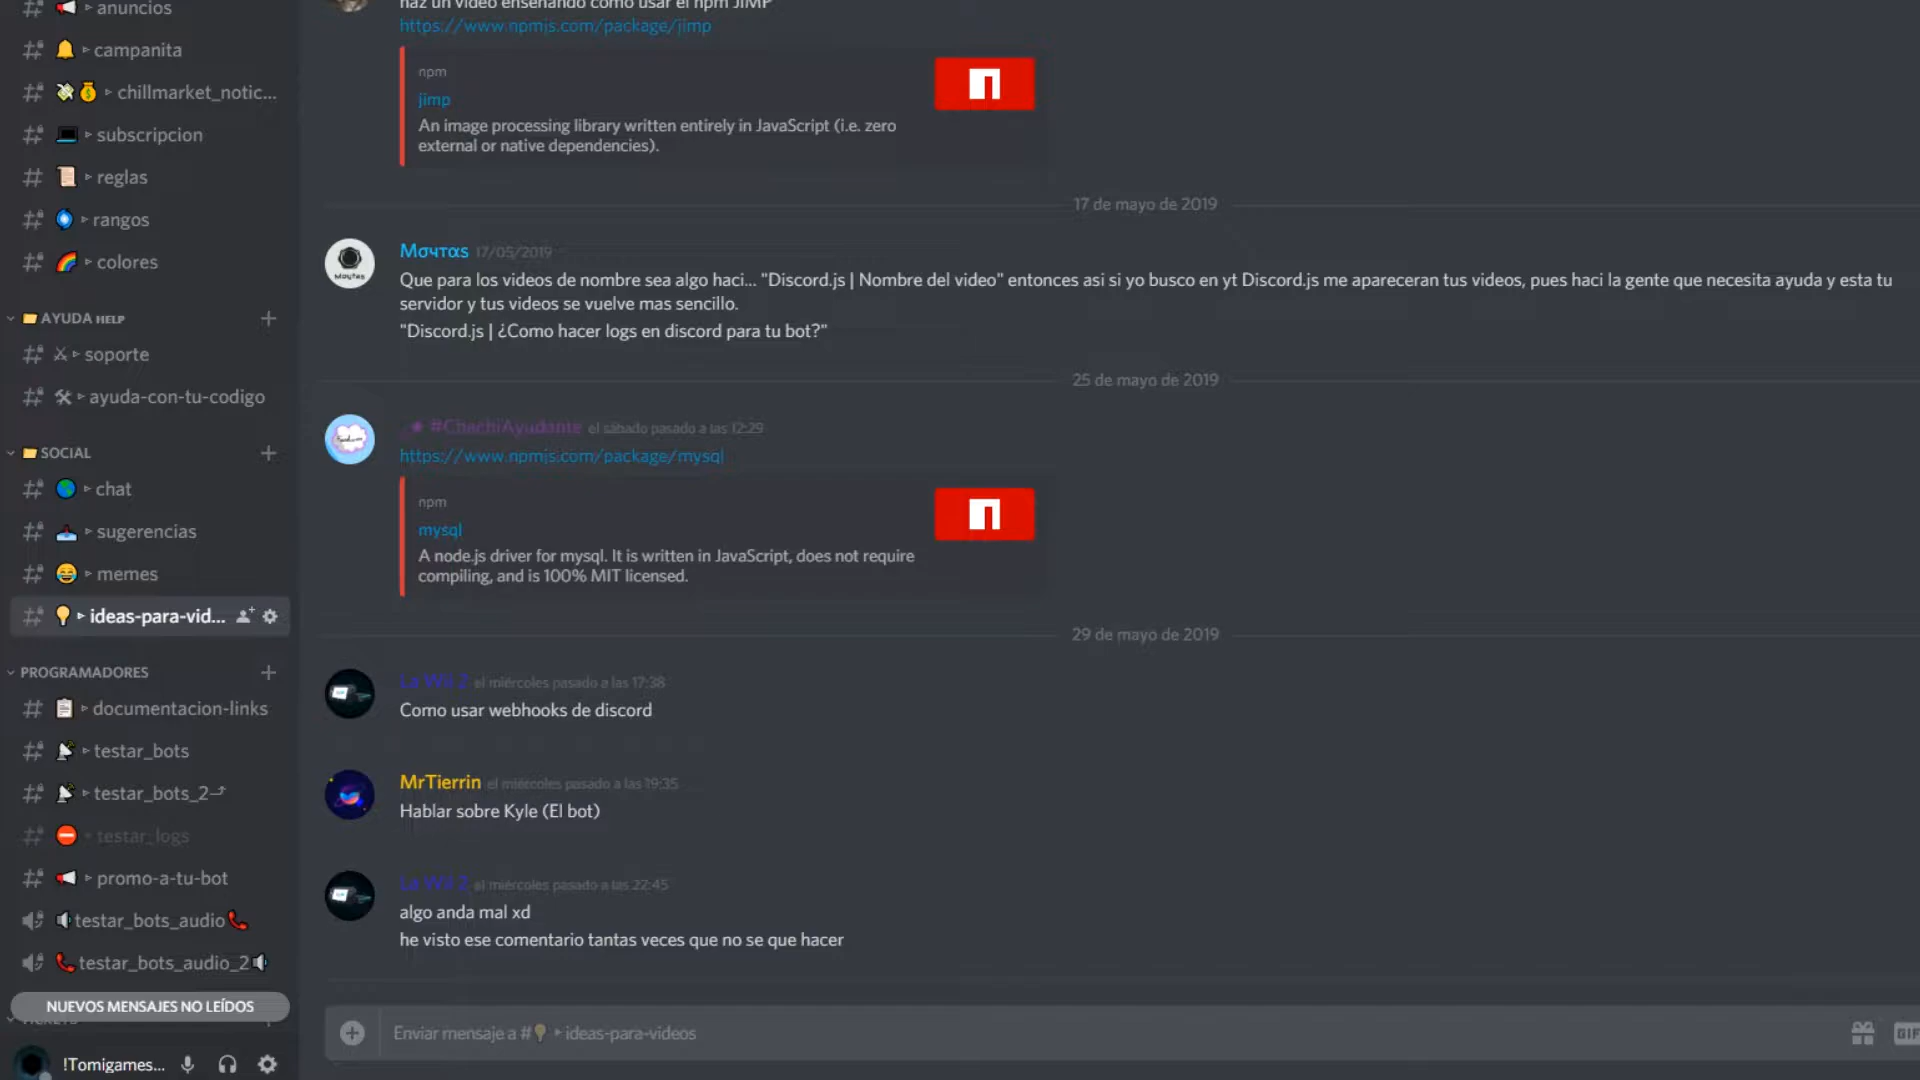 anuncios
campanita
chillmarket_notic...
subscripcion
reglas
rangos
colores
AYUDA HELP
soporte
ayuda-con-tu-codigo
SOCIAL
chat
sugerencias
memes
ideas-para-vid...
PROGRAMADORES
documentacion-links
testar_bots
testar_bots_2
testar_logs
promo-a-tu-bot
testar_bots_audio
testar_bots_audio_2
NUEVOS MENSAJES NO LEÍDOS
!Tomigames...
haz un video enseñando como usar el npm JIMP
https://www.npmjs.com/package/jimp
npm
jimp
An image processing library written entirely in JavaScript (i.e. zero
external or native dependencies).
17 de mayo de 2019
Mσчтαs 17/05/2019
Que para los videos de nombre sea algo haci... "Discord.js | Nombre del video" entonces asi si yo busco en yt Discord.js me apareceran tus videos, pues haci la gente que necesita ayuda y esta tu
servidor y tus videos se vuelve mas sencillo.
"Discord.js | ¿Como hacer logs en discord para tu bot?"
25 de mayo de 2019
#ChachiAyudante el sábado pasado a las 12:29
https://www.npmjs.com/package/mysql
npm
mysql
A node.js driver for mysql. It is written in JavaScript, does not require
compiling, and is 100% MIT licensed.
29 de mayo de 2019
La Wil 2 el miércoles pasado a las 17:38
Como usar webhooks de discord
MrTierrin el miércoles pasado a las 19:35
Hablar sobre Kyle (El bot)
La Wil 2 el miércoles pasado a las 22:45
algo anda mal xd
he visto ese comentario tantas veces que no se que hacer
Enviar mensaje a # ideas-para-videos
GIF